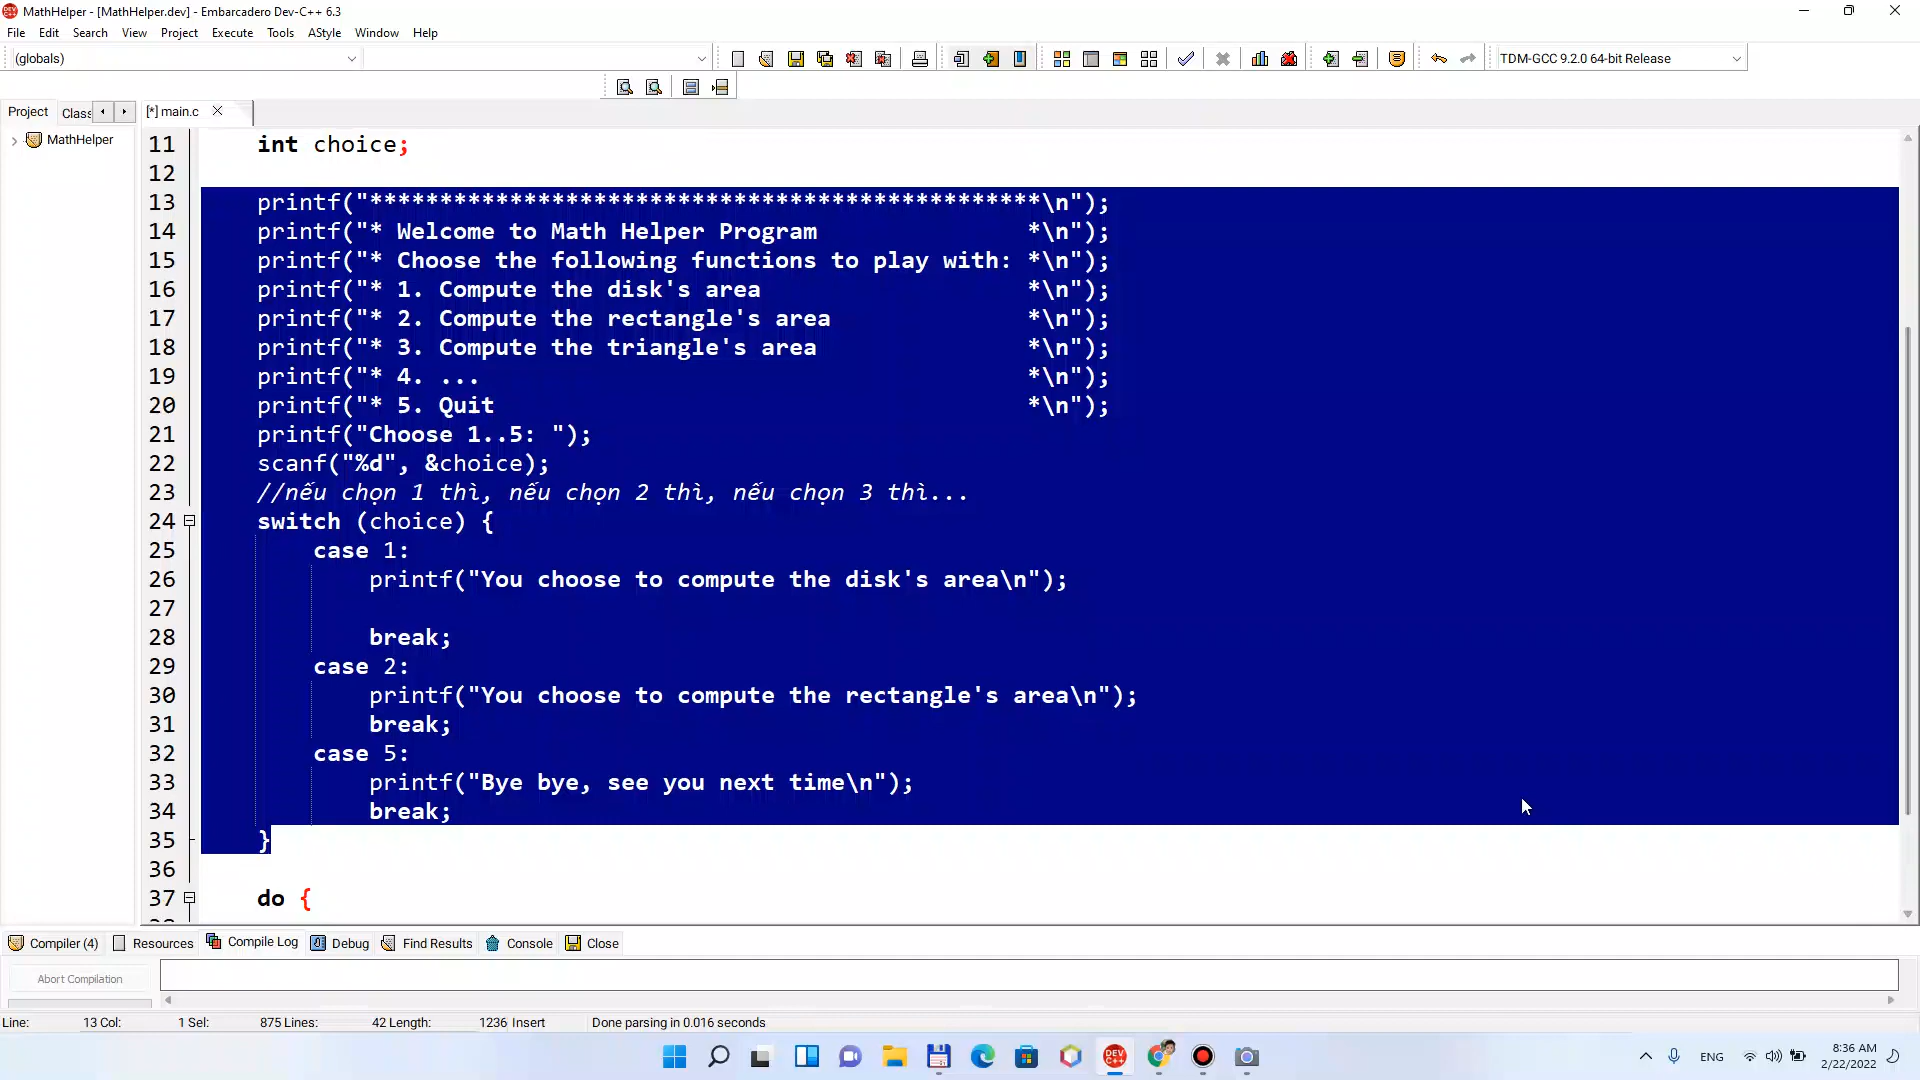 MathHelper - [MathHelper.dev] - Embarcadero Dev-C++ 6.3
File Edit Search View Project Execute Tools AStyle Window Help
(globals)
TDM-GCC 9.2.0 64-bit Release
Project Class [*] main.c
MathHelper
11 int choice;
12
13 printf("************************************************\n");
14 printf("* Welcome to Math Helper Program *\n");
15 printf("* Choose the following functions to play with: *\n");
16 printf("* 1. Compute the disk's area *\n");
17 printf("* 2. Compute the rectangle's area *\n");
18 printf("* 3. Compute the triangle's area *\n");
19 printf("* 4. ... *\n");
20 printf("* 5. Quit *\n");
21 printf("Choose 1..5: ");
22 scanf("%d", &choice);
23 //nếu chọn 1 thì, nếu chọn 2 thì, nếu chọn 3 thì...
24 switch (choice) {
25 case 1:
26 printf("You choose to compute the disk's area\n");
27
28 break;
29 case 2:
30 printf("You choose to compute the rectangle's area\n");
31 break;
32 case 5:
33 printf("Bye bye, see you next time\n");
34 break;
35 }
36
37 do {
Compiler (4) Resources Compile Log Debug Find Results Console Close
Abort Compilation
Line: 13 Col: 1 Sel: 875 Lines: 42 Length: 1236 Insert Done parsing in 0.016 seconds
DEV C++
ENG
8:36 AM
2/22/2022